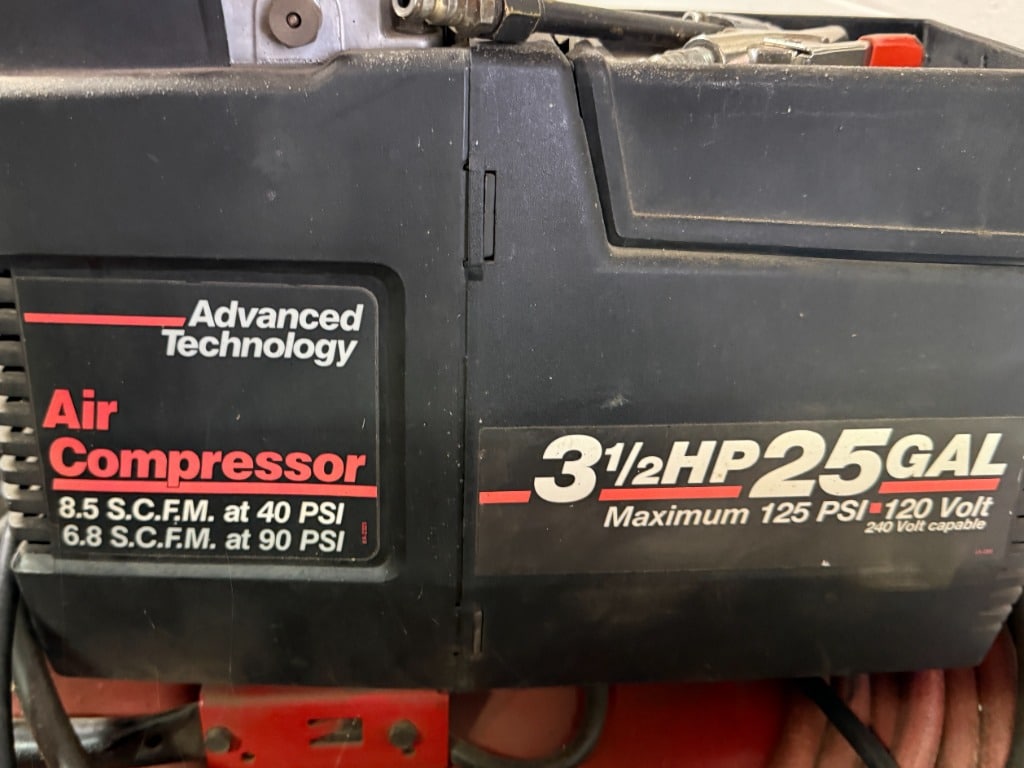 Advanced
Technology
Air
Compressor
8.5 S.C.F.M. at 40 PSI
6.8 S.C.F.M. at 90 PSI
3 1/2 HP 25 GAL
Maximum 125 PSI ▪ 120 Volt
240 Volt capable